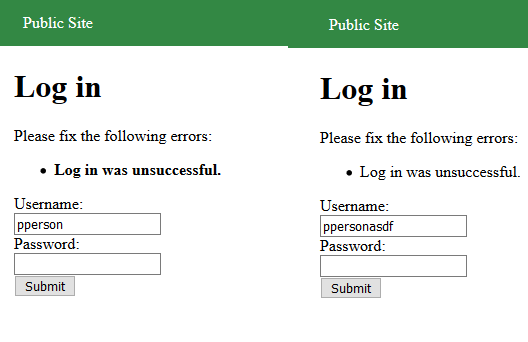 Public Site
Log in
Please fix the following errors:
Log in was unsuccessful.
Username:
pperson
Password:
Submit
Public Site
Log in
Please fix the following errors:
Log in was unsuccessful.
Username:
ppersonasdf
Password:
Submit